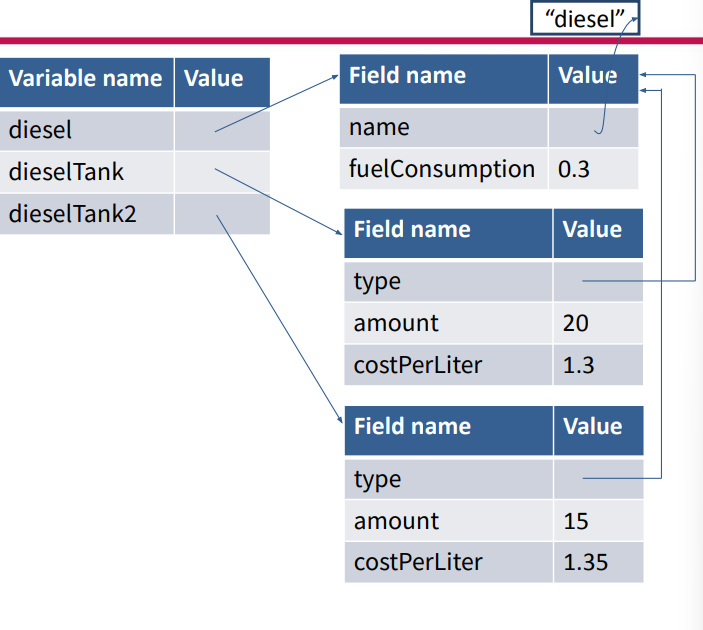 “diesel”
Variable name Value
diesel
dieselTank
dieselTank2
Field name Value
name
fuelConsumption 0.3
Field name Value
type
amount 20
costPerLiter 1.3
Field name Value
type
amount 15
costPerLiter 1.35